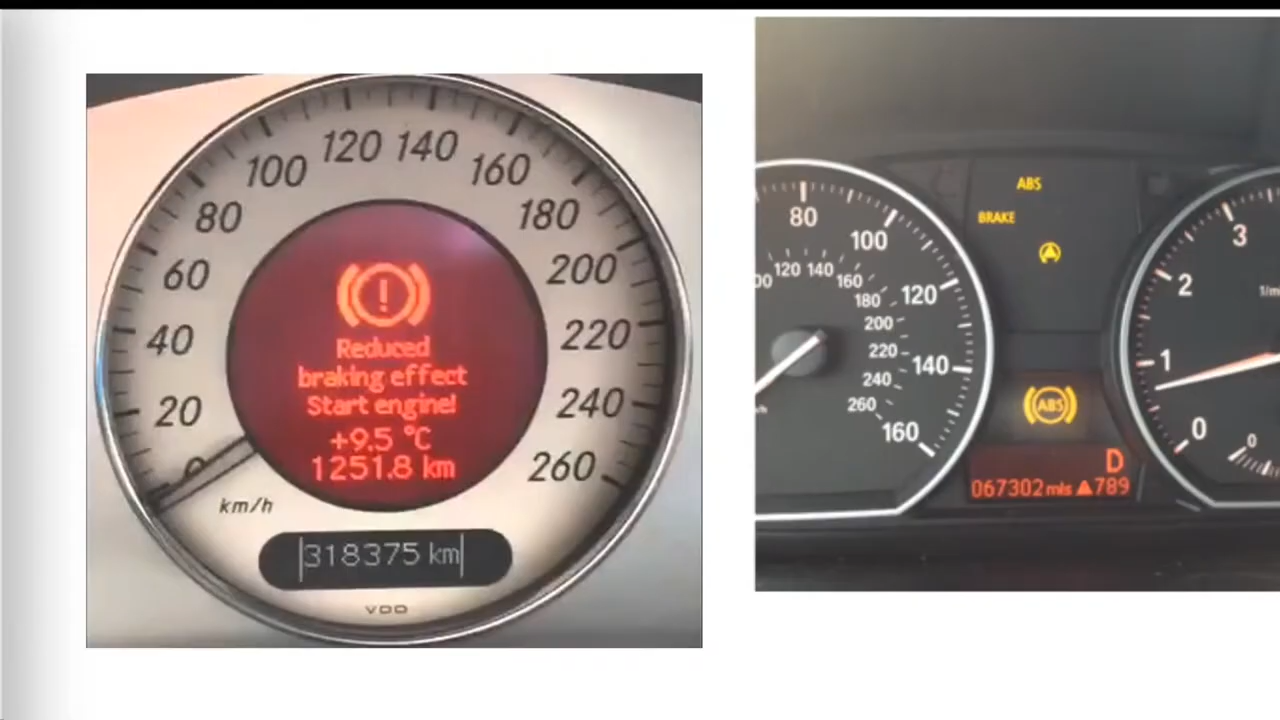 120 140
100 160
80 180
60 200
40 220
20 240
0 260
Reduced
braking effect
Start engine!
+9.5 °C
1251.8 km
km/h
318375 km
VDO
ABS
BRAKE
80
100
120
140
160
120 140
160
180
200
220
240
260
ABS
D
067302 mls ▲789
3
2
1
0
0